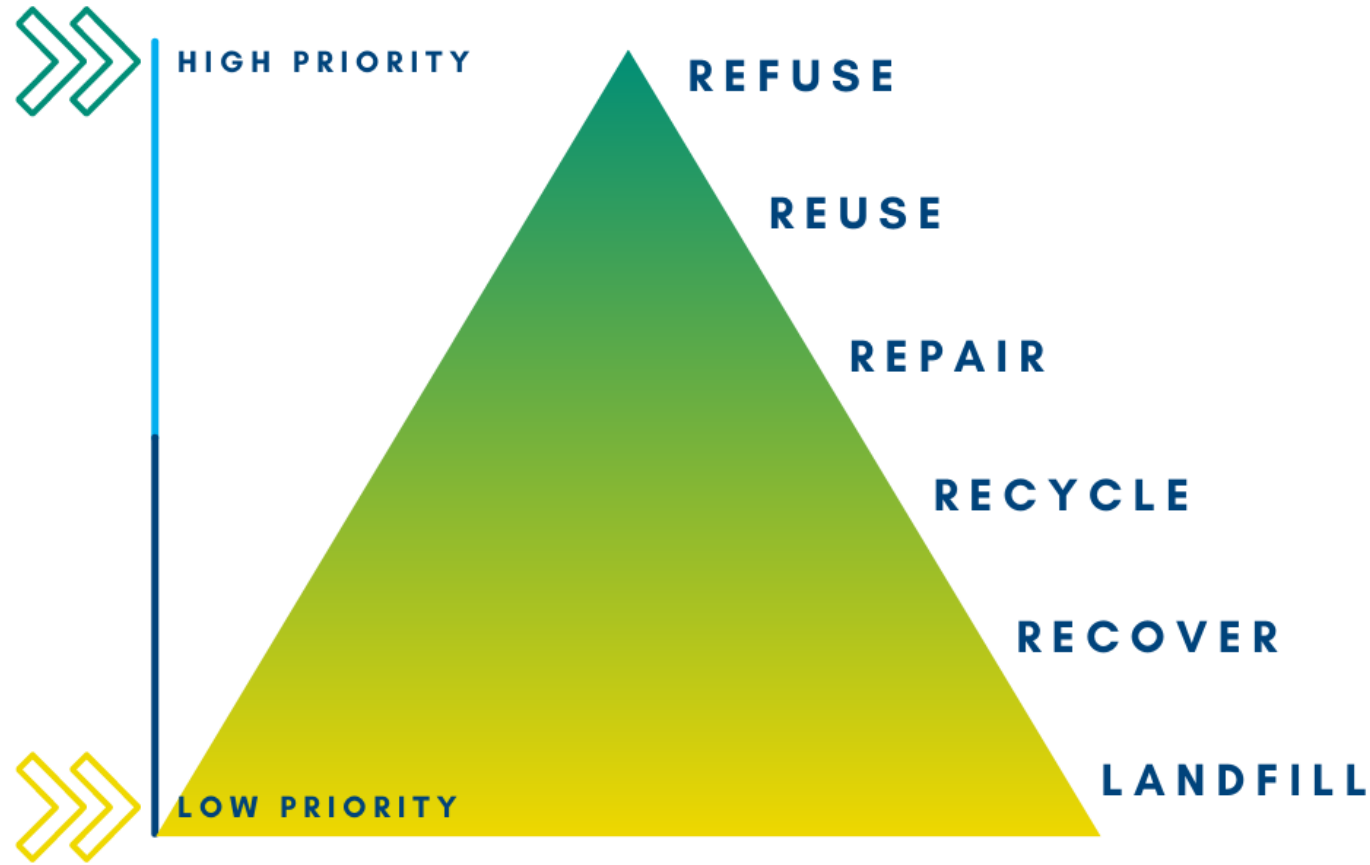 HIGH PRIORITY
REFUSE
REUSE
REPAIR
RECYCLE
RECOVER
LANDFILL
LOW PRIORITY